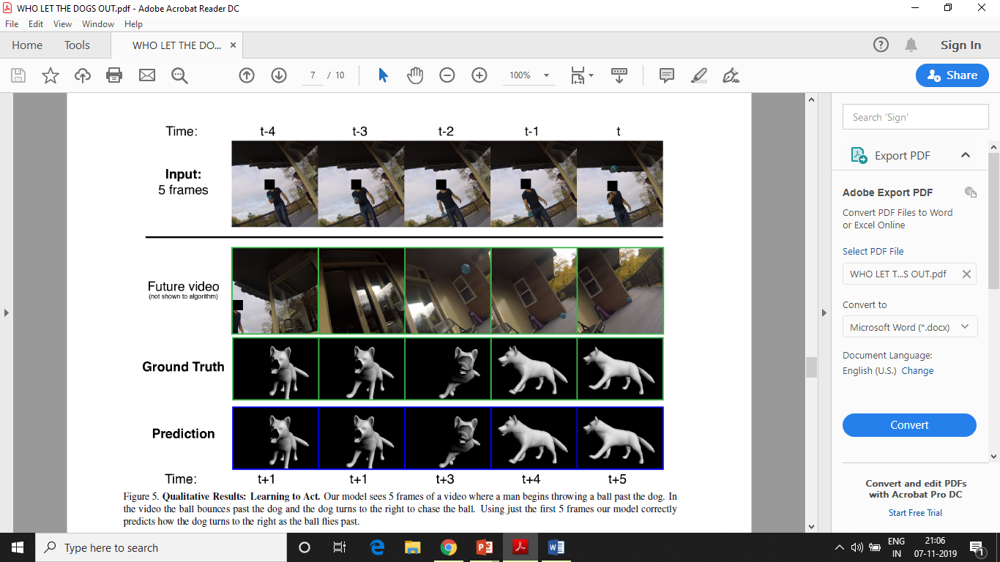 WHO LET THE DOGS OUT.pdf - Adobe Acrobat Reader DC
File Edit View Window Help
Home Tools WHO LET THE DO... × Sign In
7 / 10 100% Share
Time: t-4 t-3 t-2 t-1 t
Input:
5 frames
Future video
(not shown to algorithm)
Ground Truth
Prediction
Time: t+1 t+1 t+3 t+4 t+5
Figure 5. Qualitative Results: Learning to Act. Our model sees 5 frames of a video where a man begins throwing a ball past the dog. In
the video the ball bounces past the dog and the dog turns to the right to chase the ball. Using just the first 5 frames our model correctly
predicts how the dog turns to the right as the ball flies past.
Search 'Sign'
Export PDF
Adobe Export PDF
Convert PDF Files to Word
or Excel Online
Select PDF File
WHO LET T...S OUT.pdf
Convert to
Microsoft Word (*.docx)
Document Language:
English (U.S.) Change
Convert
Convert and edit PDFs
with Acrobat Pro DC
Start Free Trial
Type here to search
ENG
IN
21:06
07-11-2019
1